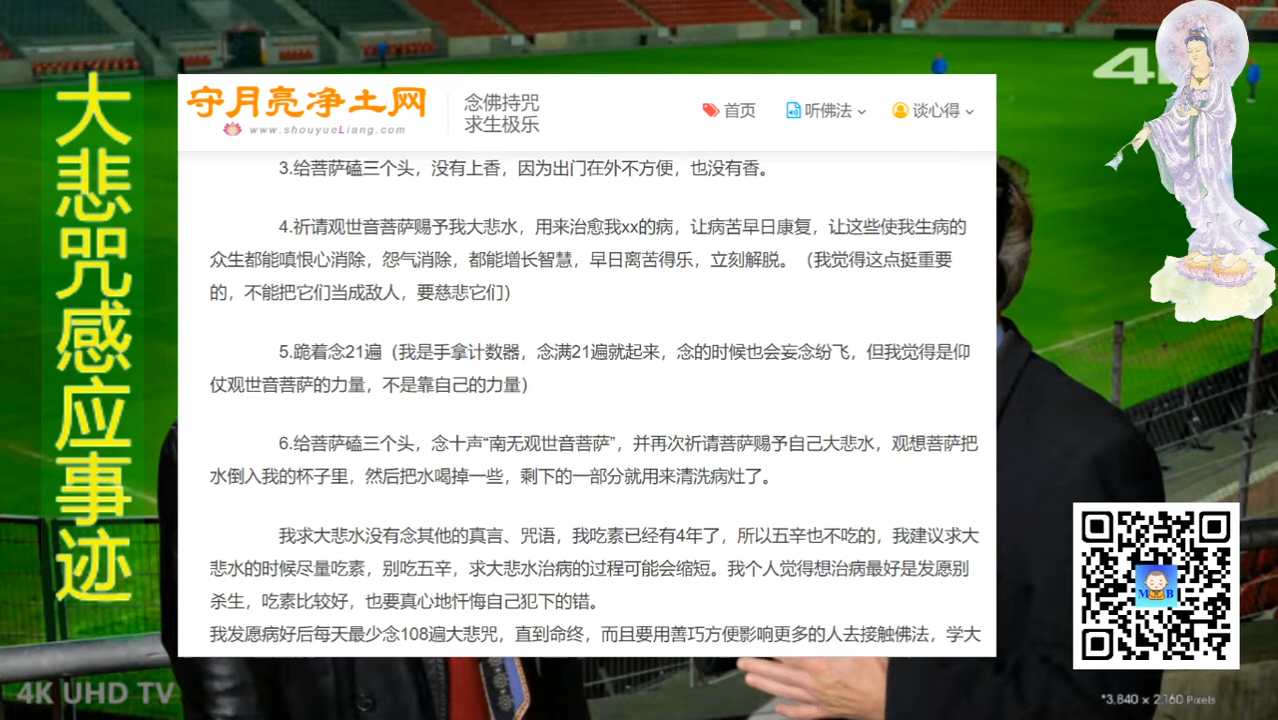 大悲咒感应事迹
守月亮净土网
www.shouyueLiang.com
念佛持咒
求生极乐
首页
听佛法
谈心得
3.给菩萨磕三个头，没有上香，因为出门在外不方便，也没有香。
4.祈请观世音菩萨赐予我大悲水，用来治愈我xx的病，让病苦早日康复，让这些使我生病的
众生都能嗔恨心消除，怨气消除，都能增长智慧，早日离苦得乐，立刻解脱。（我觉得这点挺重要
的，不能把它们当成敌人，要慈悲它们）
5.跪着念21遍（我是手拿计数器，念满21遍就起来，念的时候也会妄念纷飞，但我觉得是仰
仗观世音菩萨的力量，不是靠自己的力量）
6.给菩萨磕三个头，念十声“南无观世音菩萨”，并再次祈请菩萨赐予自己大悲水，观想菩萨把
水倒入我的杯子里，然后把水喝掉一些，剩下的一部分就用来清洗病灶了。
我求大悲水没有念其他的真言、咒语，我吃素已经有4年了，所以五辛也不吃的，我建议求大
悲水的时候尽量吃素，别吃五辛，求大悲水治病的过程可能会缩短。我个人觉得想治病最好是发愿别
杀生，吃素比较好，也要真心地忏悔自己犯下的错。
我发愿病好后每天最少念108遍大悲咒，直到命终，而且要用善巧方便影响更多的人去接触佛法，学大
M B
4K UHD TV
*3,840 x 2,160 Pixels